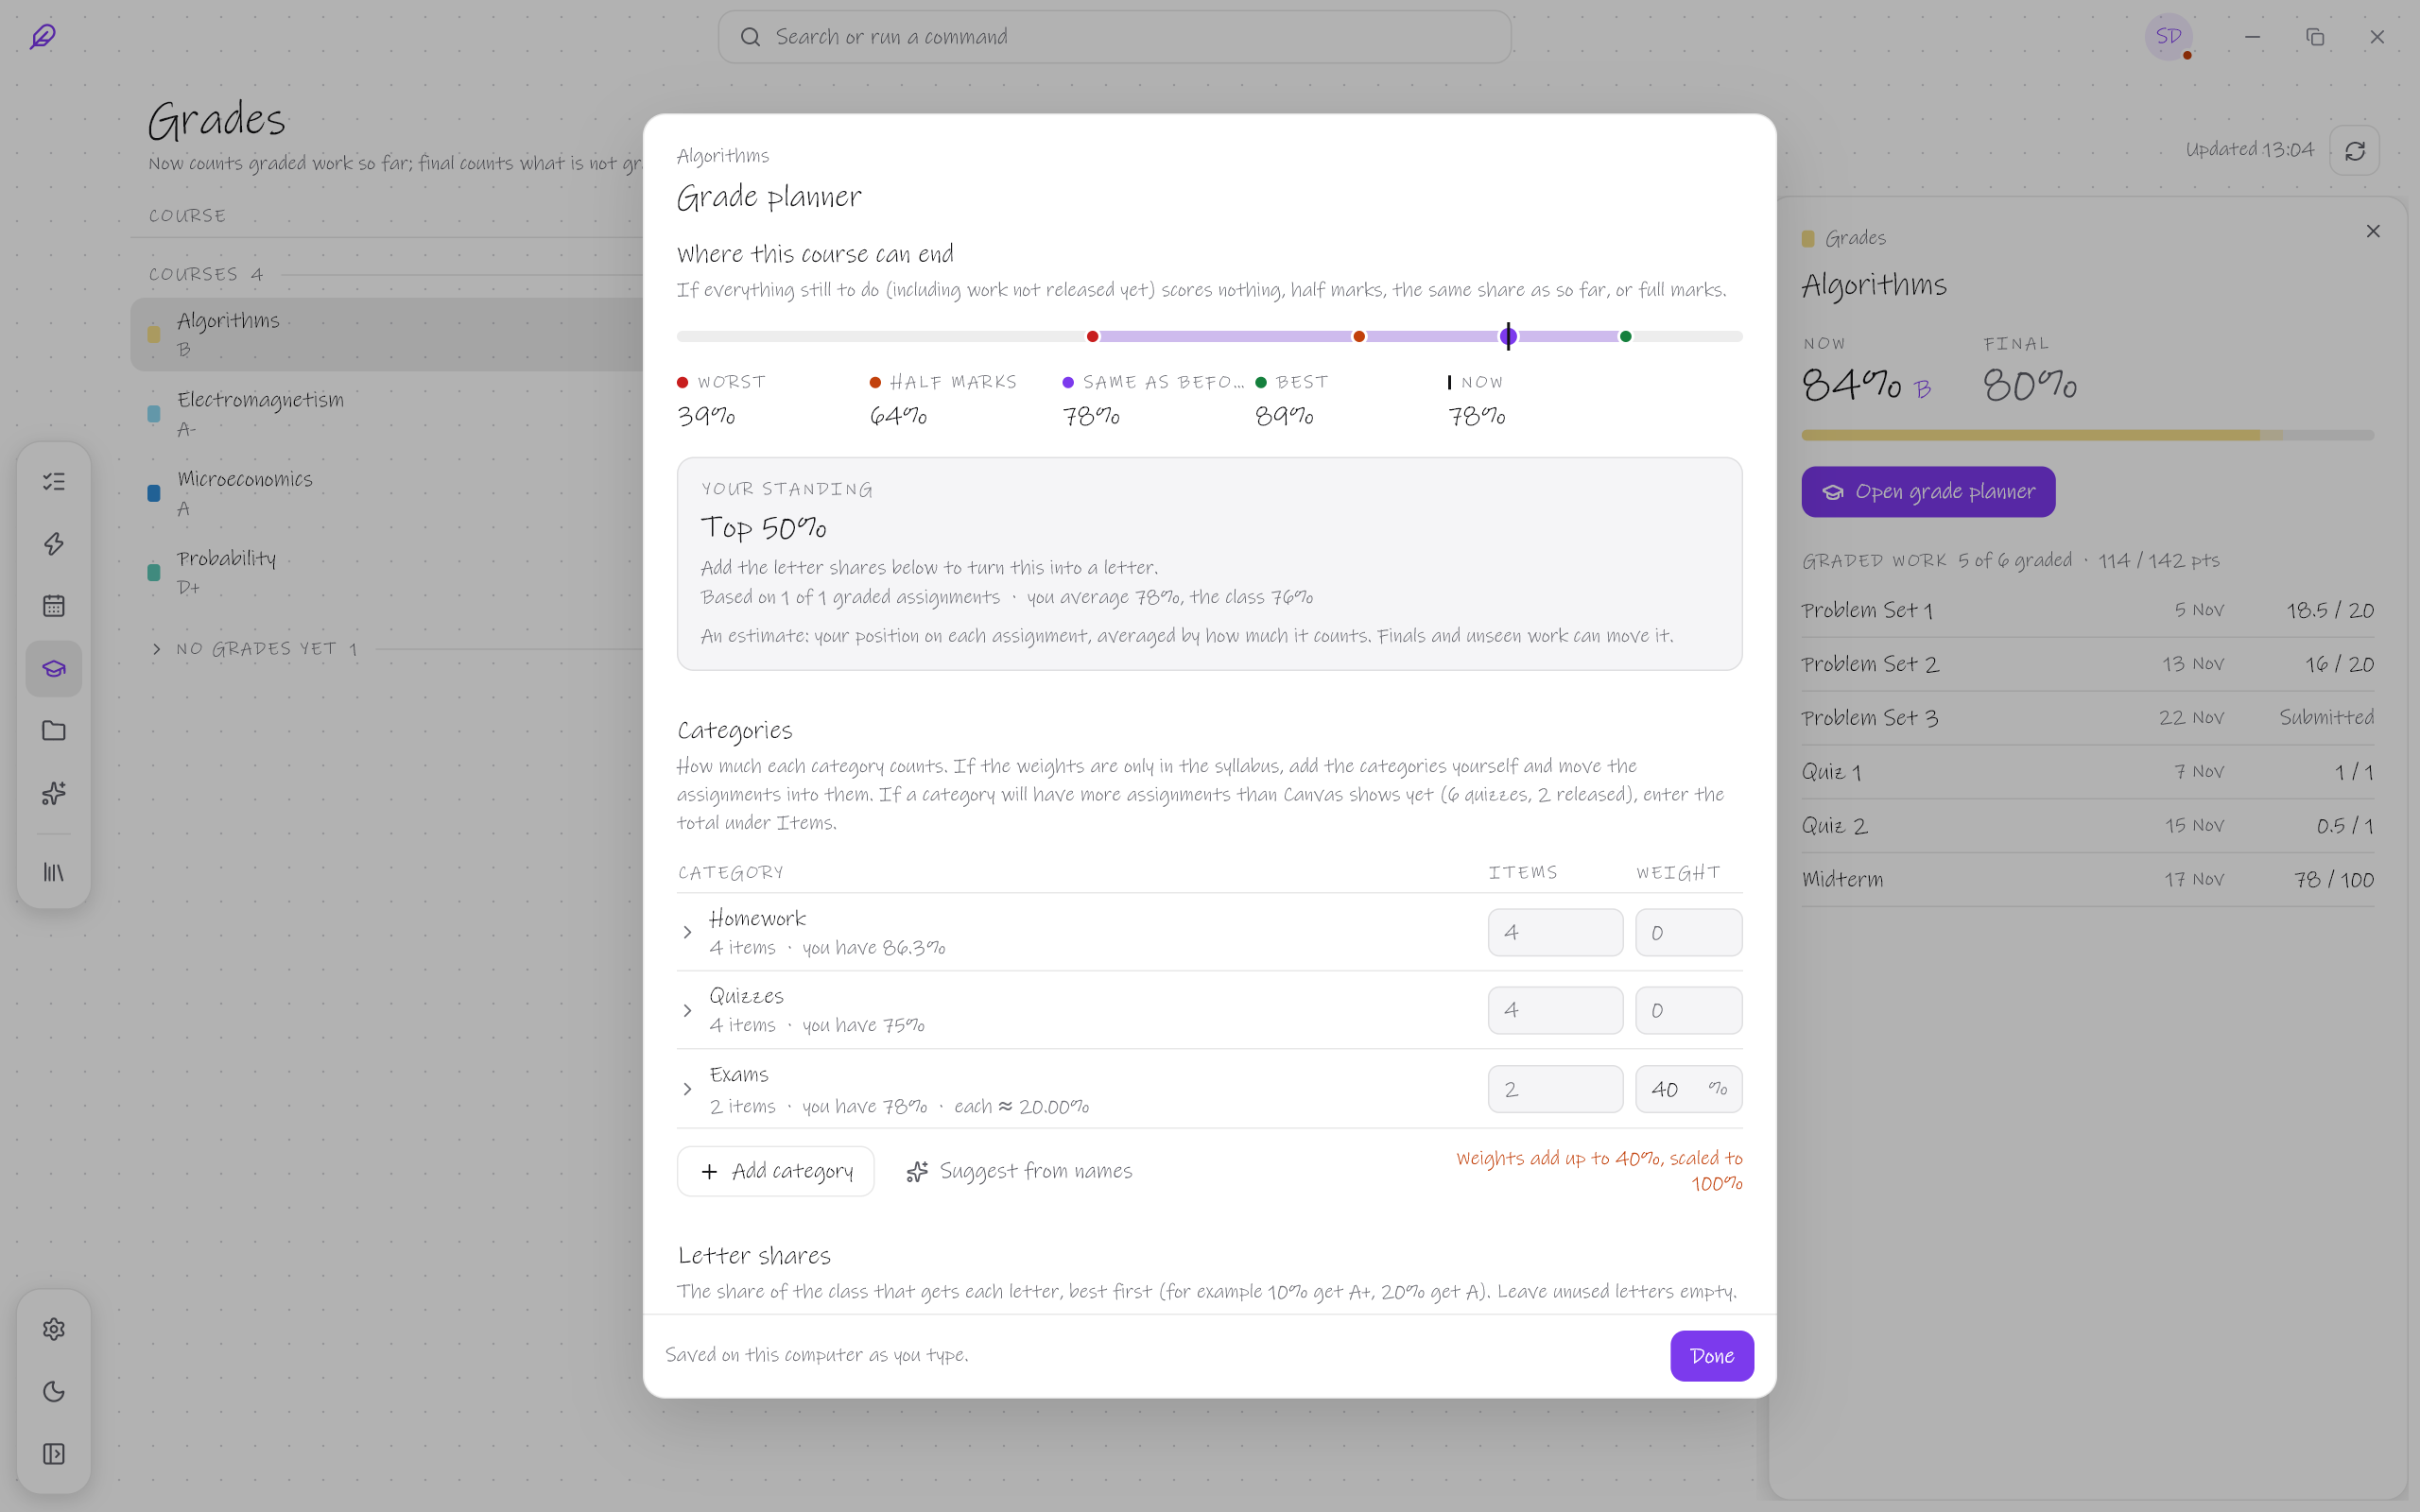 Search or run a command
SD
Grades
Now counts graded work so far; final counts what is not gr
Updated 13:04
COURSE
COURSES 4
Algorithms
B
Electromagnetism
A-
Microeconomics
A
Probability
D+
NO GRADES YET 1
Algorithms
Grade planner
Where this course can end
If everything still to do (including work not released yet) scores nothing, half marks, the same share as so far, or full marks.
WORST
39%
HALF MARKS
64%
SAME AS BEFO...
78%
BEST
89%
NOW
78%
YOUR STANDING
Top 50%
Add the letter shares below to turn this into a letter.
Based on 1 of 1 graded assignments · you average 78%, the class 76%
An estimate: your position on each assignment, averaged by how much it counts. Finals and unseen work can move it.
Categories
How much each category counts. If the weights are only in the syllabus, add the categories yourself and move the
assignments into them. If a category will have more assignments than Canvas shows yet (6 quizzes, 2 released), enter the
total under Items.
CATEGORY ITEMS WEIGHT
Homework
4 items · you have 86.3%
4 0
Quizzes
4 items · you have 75%
4 0
Exams
2 items · you have 78% · each ≈ 20.00%
2 40 %
Add category
Suggest from names
Weights add up to 40%, scaled to
100%
Letter shares
The share of the class that gets each letter, best first (for example 10% get A+, 20% get A). Leave unused letters empty.
Saved on this computer as you type.
Done
Grades
Algorithms
NOW FINAL
84% B 80%
Open grade planner
GRADED WORK 5 of 6 graded · 114 / 142 pts
Problem Set 1 5 Nov 18.5 / 20
Problem Set 2 13 Nov 16 / 20
Problem Set 3 22 Nov Submitted
Quiz 1 7 Nov 1 / 1
Quiz 2 15 Nov 0.5 / 1
Midterm 17 Nov 78 / 100